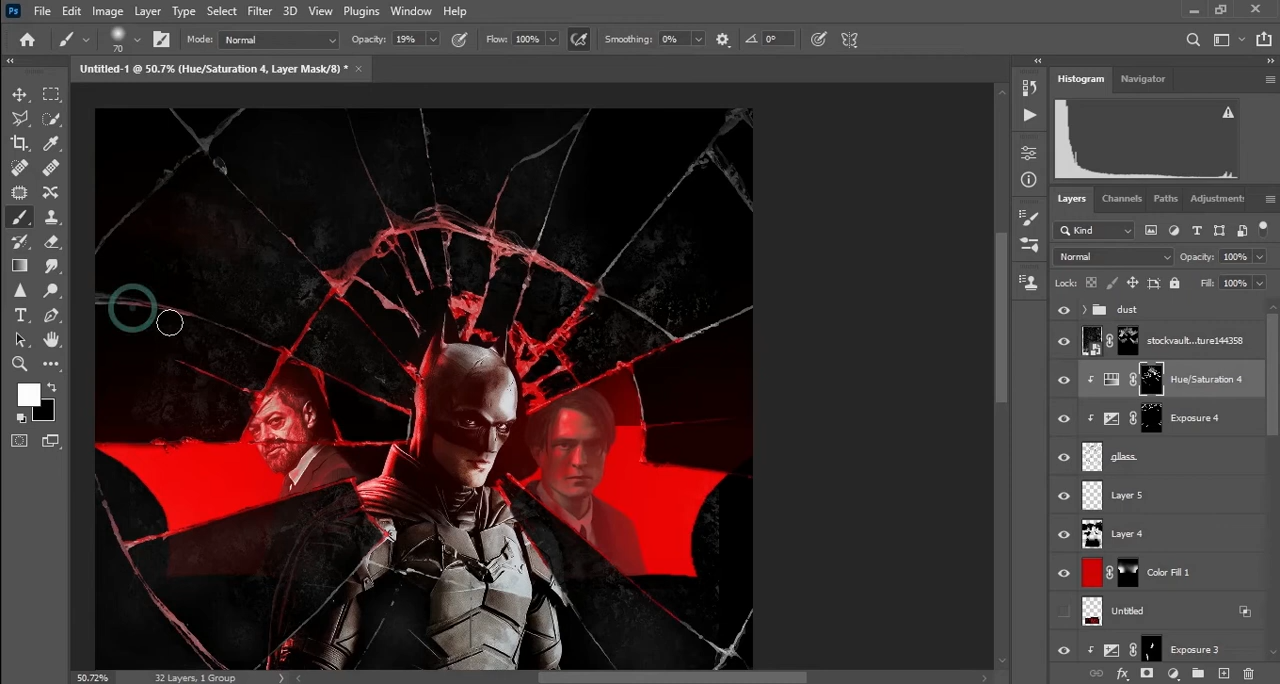 Ps File Edit Image Layer Type Select Filter 3D View Plugins Window Help
70 Mode: Normal Opacity: 19% Flow: 100% Smoothing: 0% 0°
Untitled-1 @ 50.7% (Hue/Saturation 4, Layer Mask/8) * ×
Histogram Navigator
Layers Channels Paths Adjustment
Kind
Normal Opacity: 100%
Lock: Fill: 100%
dust
stockvault...ture144358
Hue/Saturation 4
Exposure 4
.gllass.
Layer 5
Layer 4
Color Fill 1
Untitled
Exposure 3
50.72% 32 Layers, 1 Group